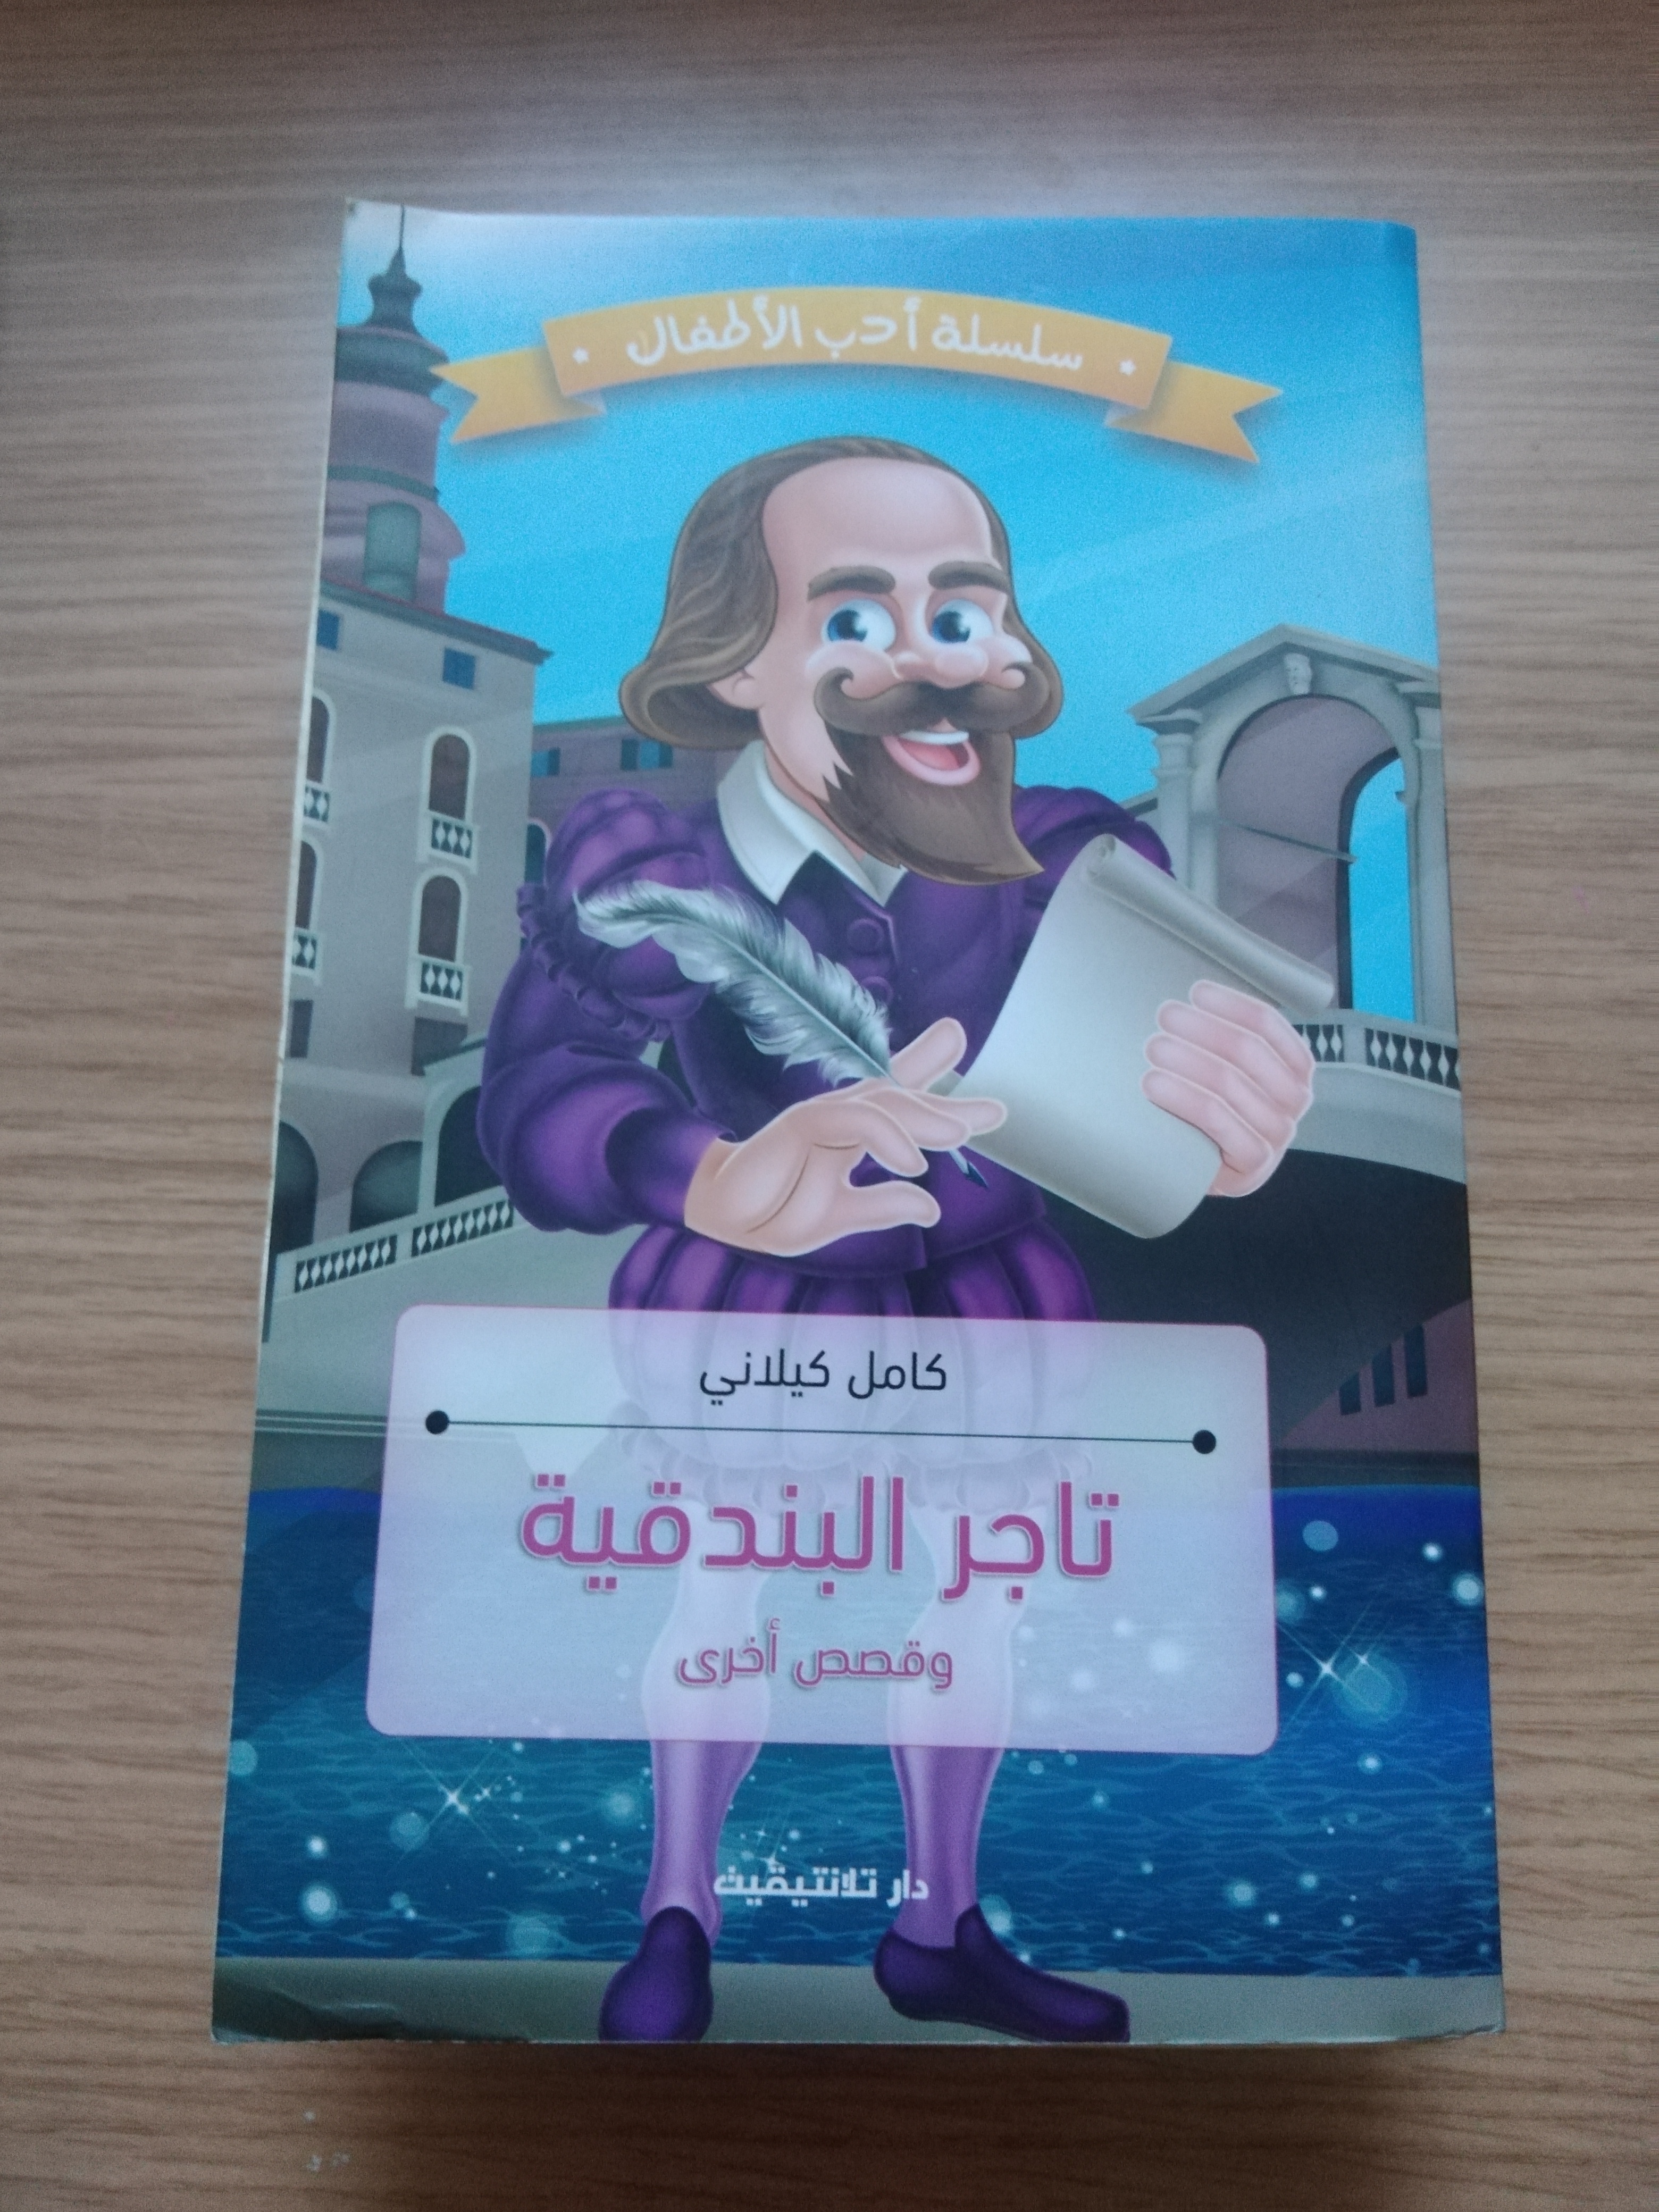 سلسلة أدب الأطفال
كامل كيلاني
تاجر البندقية
وقصص أخرى
دار تلانتيقيت